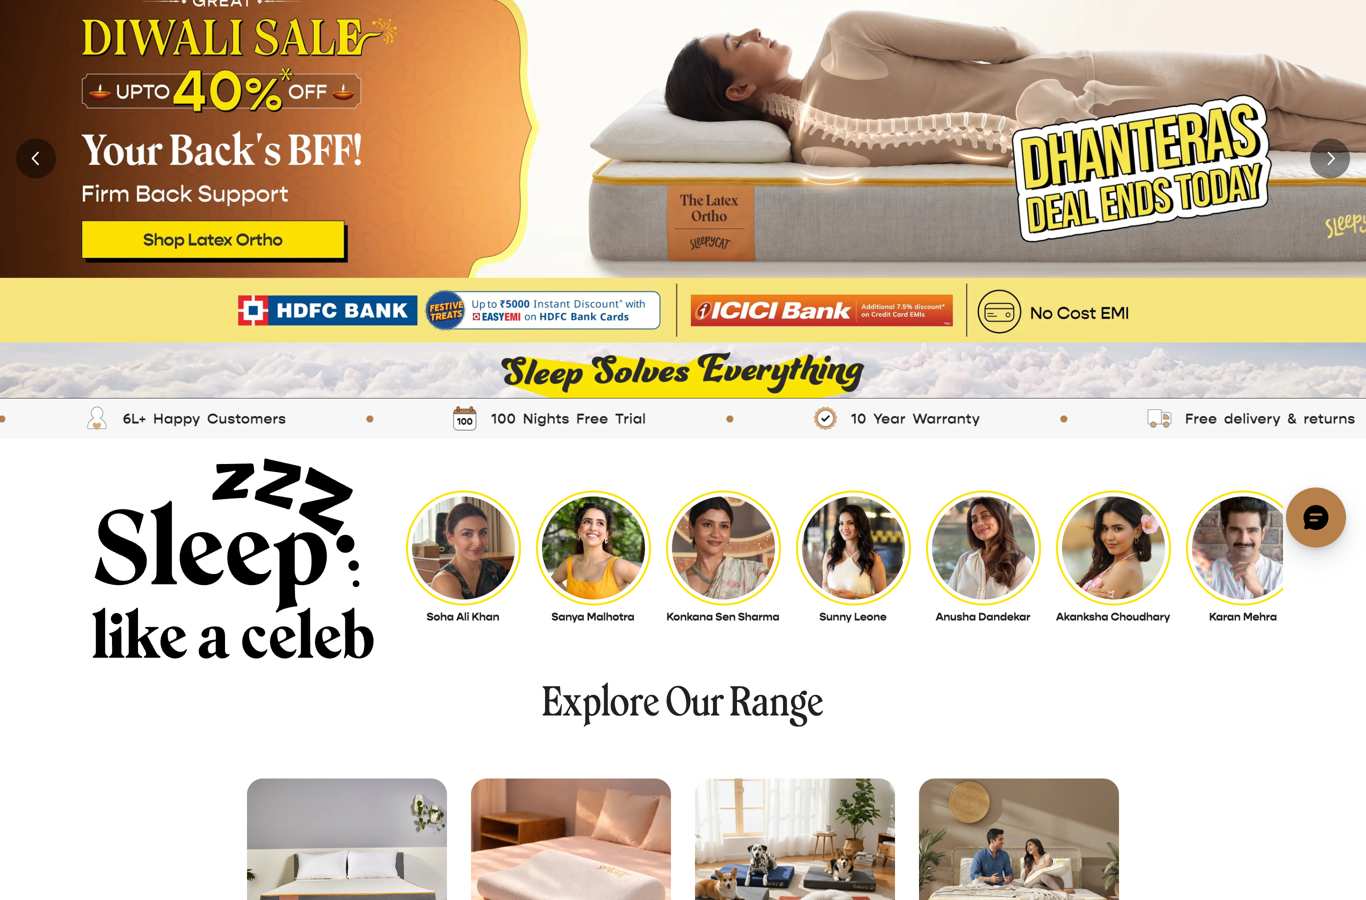 GREAT
DIWALI SALE
UPTO 40%* OFF
Your Back's BFF!
Firm Back Support
Shop Latex Ortho
The Latex
Ortho
SLEEPYCAT
DHANTERAS
DEAL ENDS TODAY
HDFC BANK
FESTIVE
TREATS
Up to ₹5000 Instant Discount* with
EASYEMI on HDFC Bank Cards
ICICI Bank
Additional 7.5% discount*
on Credit Card EMIs
No Cost EMI
Sleep Solves Everything
6L+ Happy Customers
100
100 Nights Free Trial
10 Year Warranty
Free delivery & returns
zzz
Sleep
like a celeb
Soha Ali Khan
Sanya Malhotra
Konkana Sen Sharma
Sunny Leone
Anusha Dandekar
Akanksha Choudhary
Karan Mehra
Explore Our Range